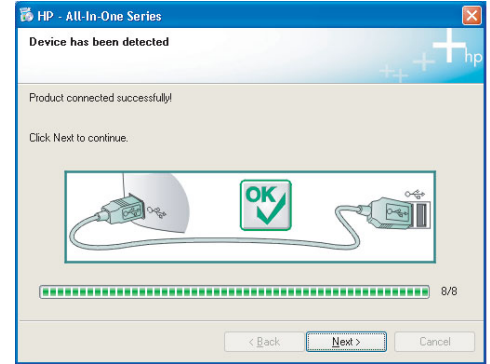 HP - All-In-One Series
Device has been detected
hp
Product connected successfully!
Click Next to continue.
OK
8/8
< Back Next > Cancel